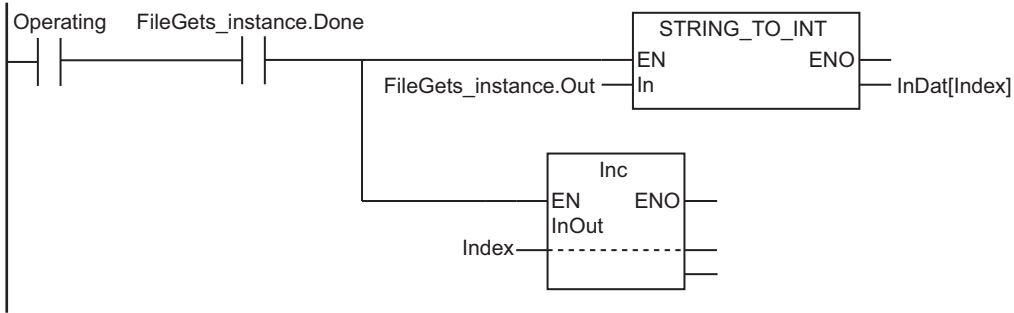 Operating
FileGets_instance.Done
STRING_TO_INT
EN
ENO
FileGets_instance.Out
In
InDat[Index]
Inc
EN
ENO
InOut
Index